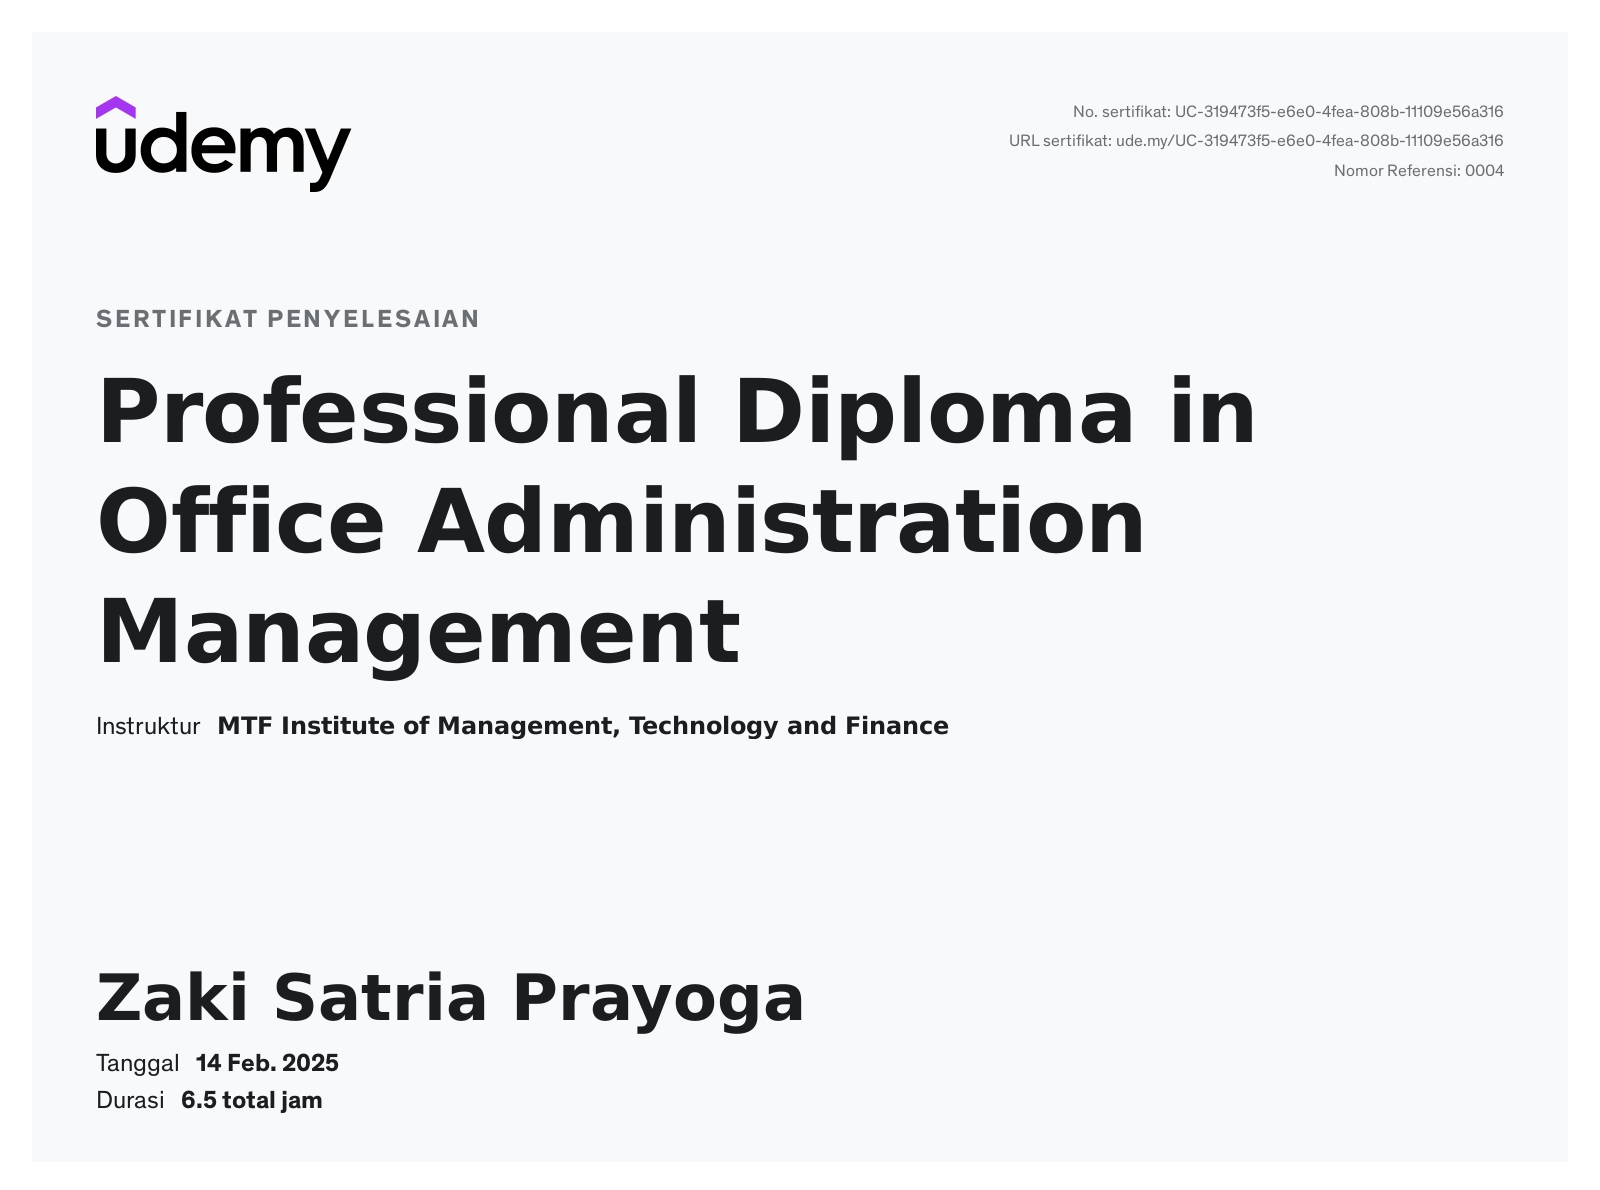 udemy
No. sertifikat: UC-319473f5-e6e0-4fea-808b-11109e56a316
URL sertifikat: ude.my/UC-319473f5-e6e0-4fea-808b-11109e56a316
Nomor Referensi: 0004
SERTIFIKAT PENYELESAIAN
Professional Diploma in
Office Administration
Management
Instruktur MTF Institute of Management, Technology and Finance
Zaki Satria Prayoga
Tanggal 14 Feb. 2025
Durasi 6.5 total jam